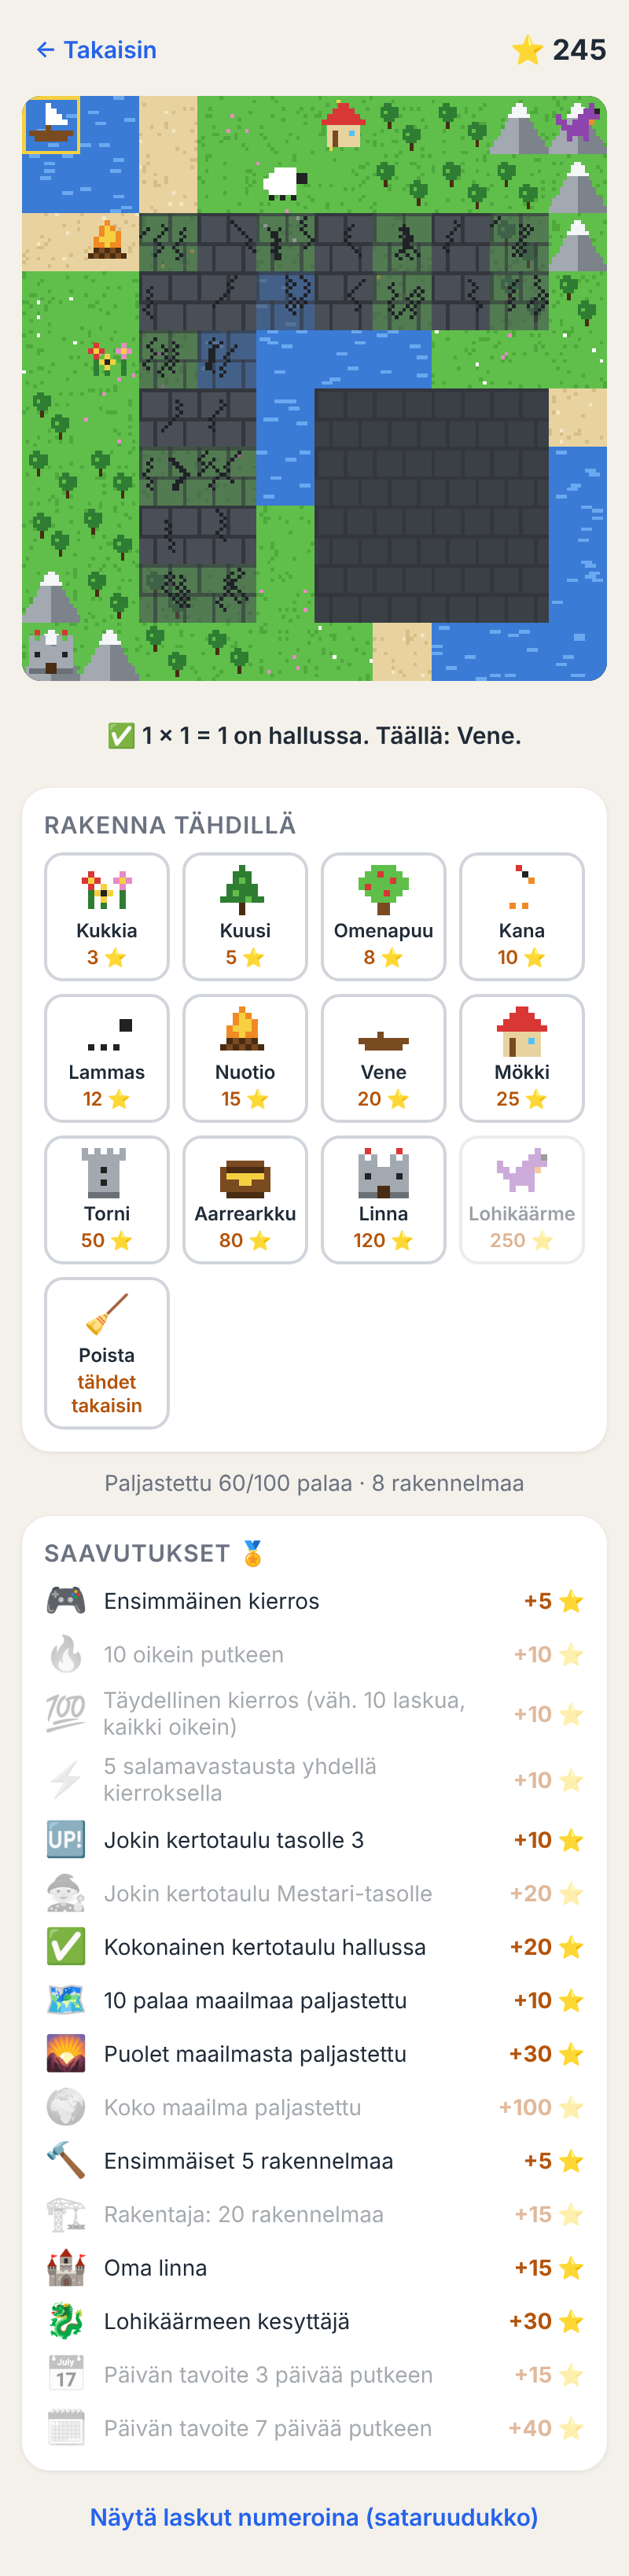 ← Takaisin
⭐ 245
✅ 1 × 1 = 1 on hallussa. Täällä: Vene.
RAKENNA TÄHDILLÄ
Kukkia
3 ⭐
Kuusi
5 ⭐
Omenapuu
8 ⭐
Kana
10 ⭐
Lammas
12 ⭐
Nuotio
15 ⭐
Vene
20 ⭐
Mökki
25 ⭐
Torni
50 ⭐
Aarrearkku
80 ⭐
Linna
120 ⭐
Lohikäärme
250 ⭐
Poista
tähdet
takaisin
Paljastettu 60/100 palaa · 8 rakennelmaa
SAAVUTUKSET 🏅
Ensimmäinen kierros
+5 ⭐
10 oikein putkeen
+10 ⭐
💯 Täydellinen kierros (väh. 10 laskua,
kaikki oikein)
+10 ⭐
5 salamavastausta yhdellä
kierroksella
+10 ⭐
UP! Jokin kertotaulu tasolle 3
+10 ⭐
Jokin kertotaulu Mestari-tasolle
+20 ⭐
✅ Kokonainen kertotaulu hallussa
+20 ⭐
10 palaa maailmaa paljastettu
+10 ⭐
Puolet maailmasta paljastettu
+30 ⭐
Koko maailma paljastettu
+100 ⭐
Ensimmäiset 5 rakennelmaa
+5 ⭐
Rakentaja: 20 rakennelmaa
+15 ⭐
Oma linna
+15 ⭐
Lohikäärmeen kesyttäjä
+30 ⭐
July
17
Päivän tavoite 3 päivää putkeen
+15 ⭐
Päivän tavoite 7 päivää putkeen
+40 ⭐
Näytä laskut numeroina (sataruudukko)